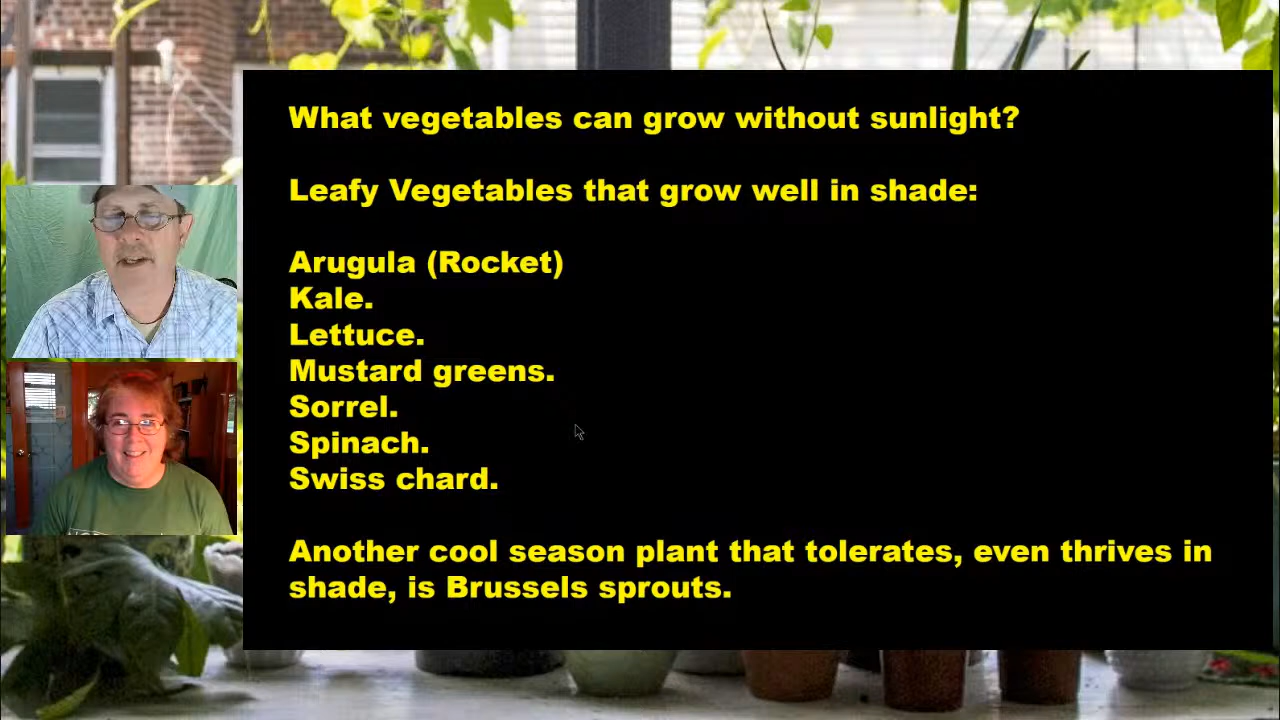 What vegetables can grow without sunlight?
Leafy Vegetables that grow well in shade:
Arugula (Rocket)
Kale.
Lettuce.
Mustard greens.
Sorrel.
Spinach.
Swiss chard.
Another cool season plant that tolerates, even thrives in
shade, is Brussels sprouts.